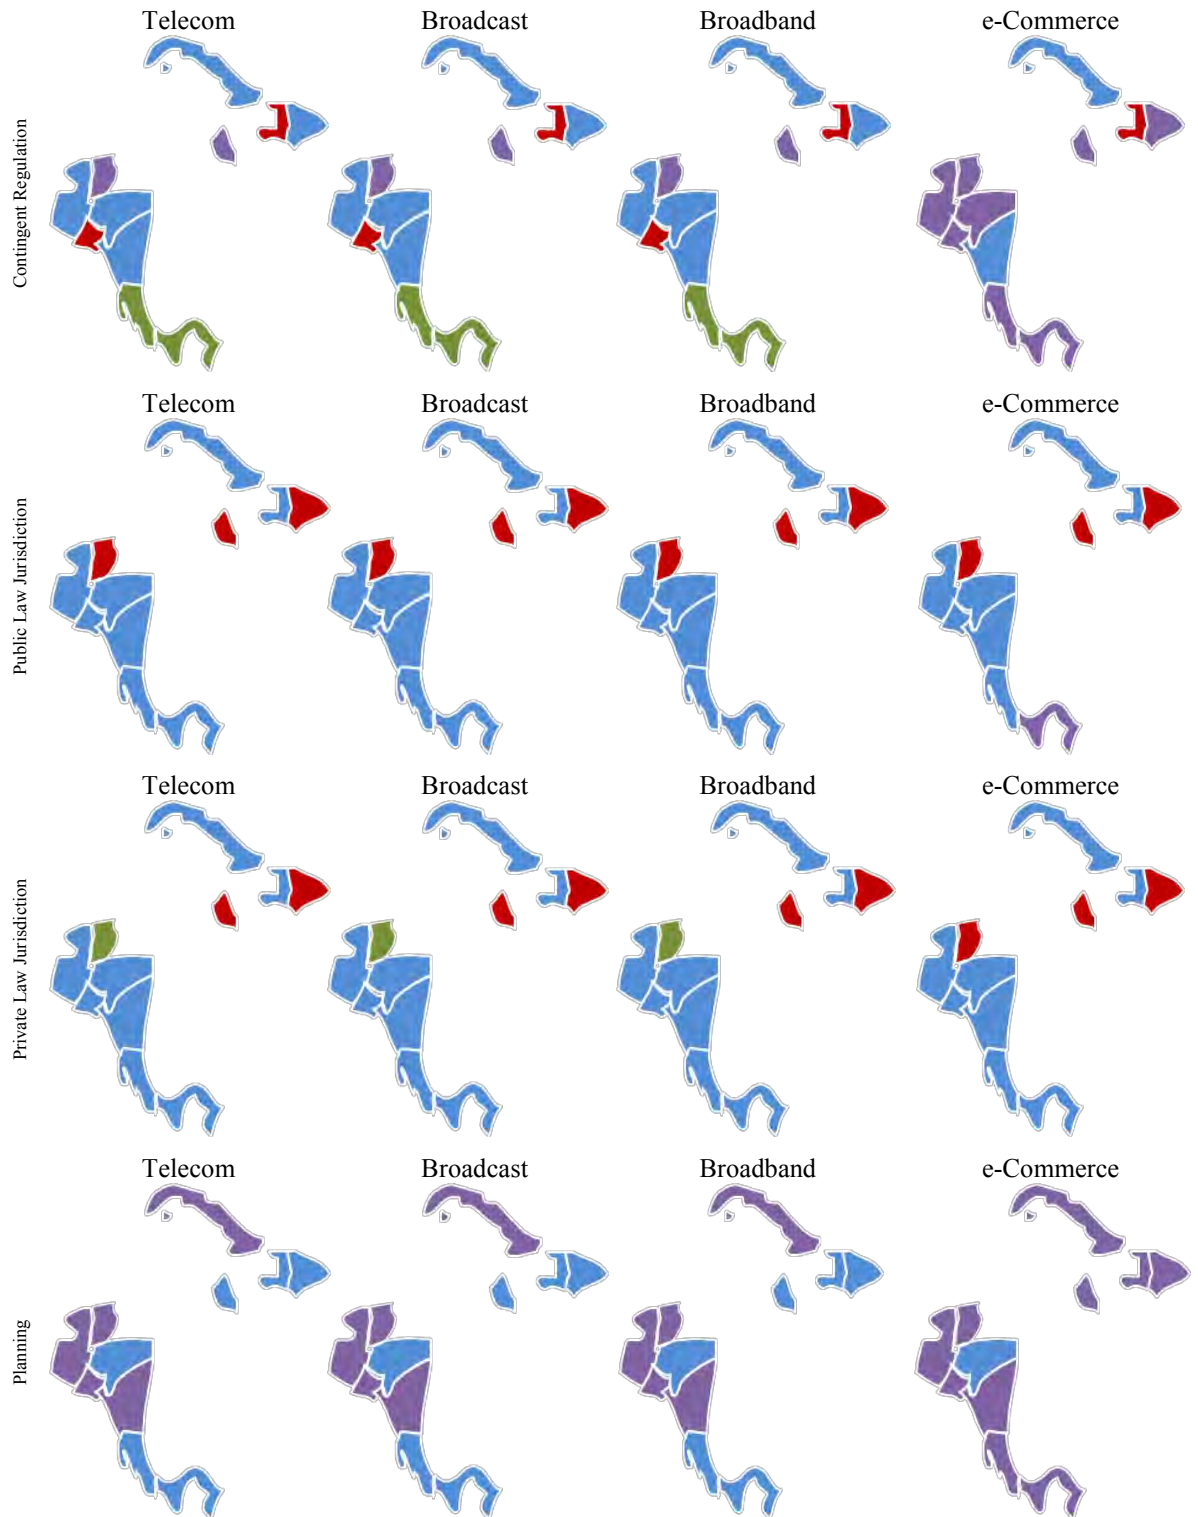 Telecom Broadcast Broadband e-Commerce
Contingent Regulation
Telecom Broadcast Broadband e-Commerce
Public Law Jurisdiction
Telecom Broadcast Broadband e-Commerce
Private Law Jurisdiction
Telecom Broadcast Broadband e-Commerce
Planning